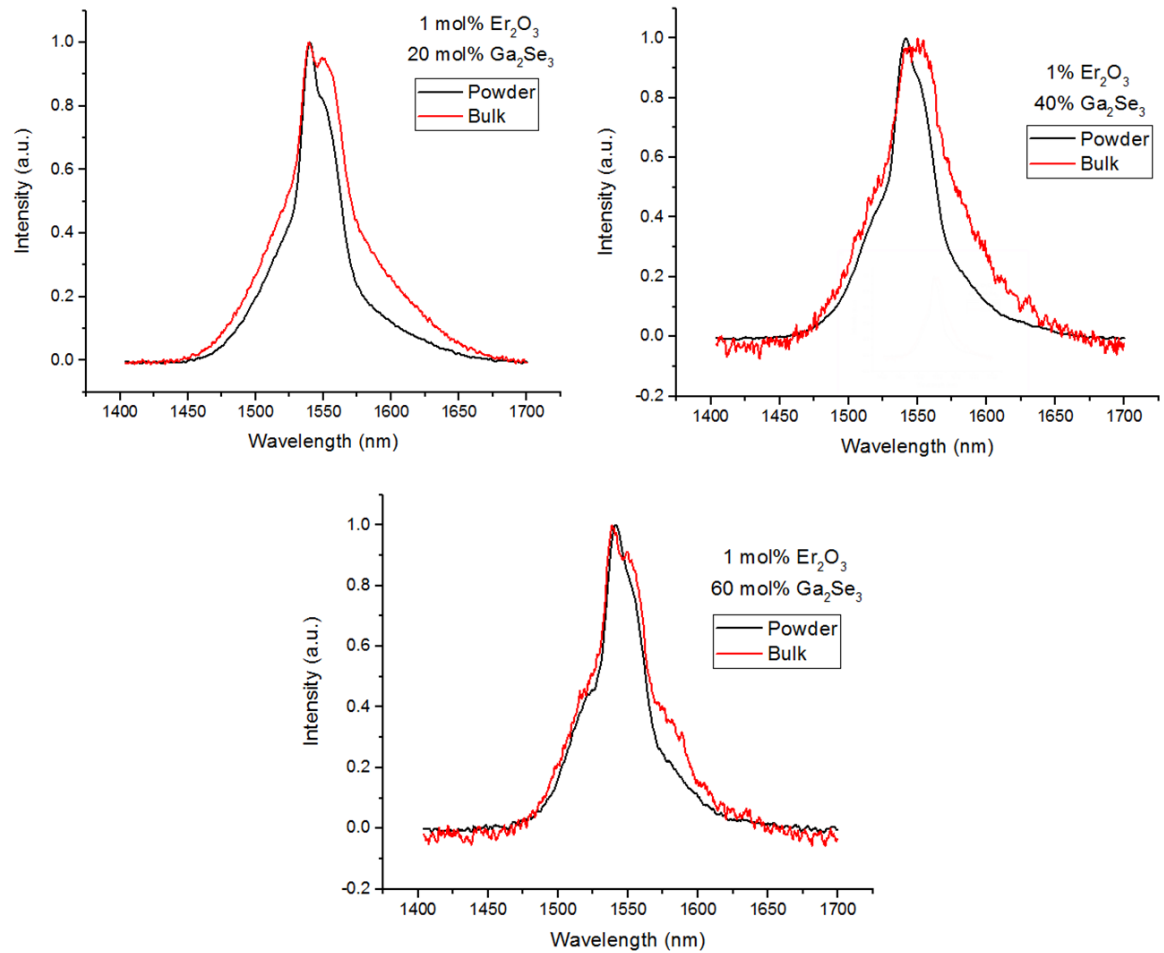 1 mol% Er₂O₃
20 mol% Ga₂Se₃
Powder
Bulk
Intensity (a.u.)
1.0
0.8
0.6
0.4
0.2
0.0
1400 1450 1500 1550 1600 1650 1700
Wavelength (nm)
1% Er₂O₃
40% Ga₂Se₃
Powder
Bulk
Intensity (a.u.)
1.0
0.8
0.6
0.4
0.2
0.0
-0.2
1400 1450 1500 1550 1600 1650 1700
Wavelength (nm)
1 mol% Er₂O₃
60 mol% Ga₂Se₃
Powder
Bulk
Intensity (a.u.)
1.0
0.8
0.6
0.4
0.2
0.0
-0.2
1400 1450 1500 1550 1600 1650 1700
Wavelength (nm)